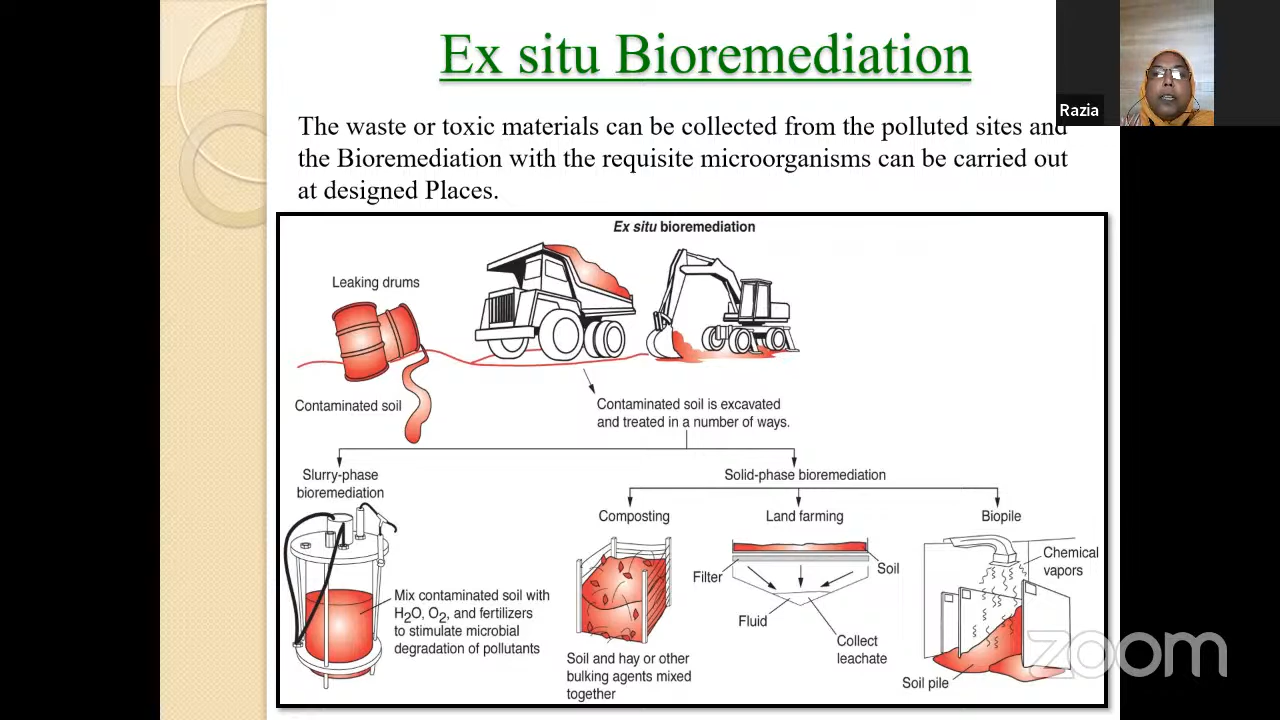 Ex situ Bioremediation
Razia
The waste or toxic materials can be collected from the polluted sites and
the Bioremediation with the requisite microorganisms can be carried out
at designed Places.
Ex situ bioremediation
Leaking drums
Contaminated soil
Contaminated soil is excavated
and treated in a number of ways.
Slurry-phase
bioremediation
Solid-phase bioremediation
Composting
Land farming
Biopile
Mix contaminated soil with
H2O, O2, and fertilizers
to stimulate microbial
degradation of pollutants
Soil and hay or other
bulking agents mixed
together
Filter
Soil
Fluid
Collect
leachate
Chemical
vapors
Soil pile
zoom